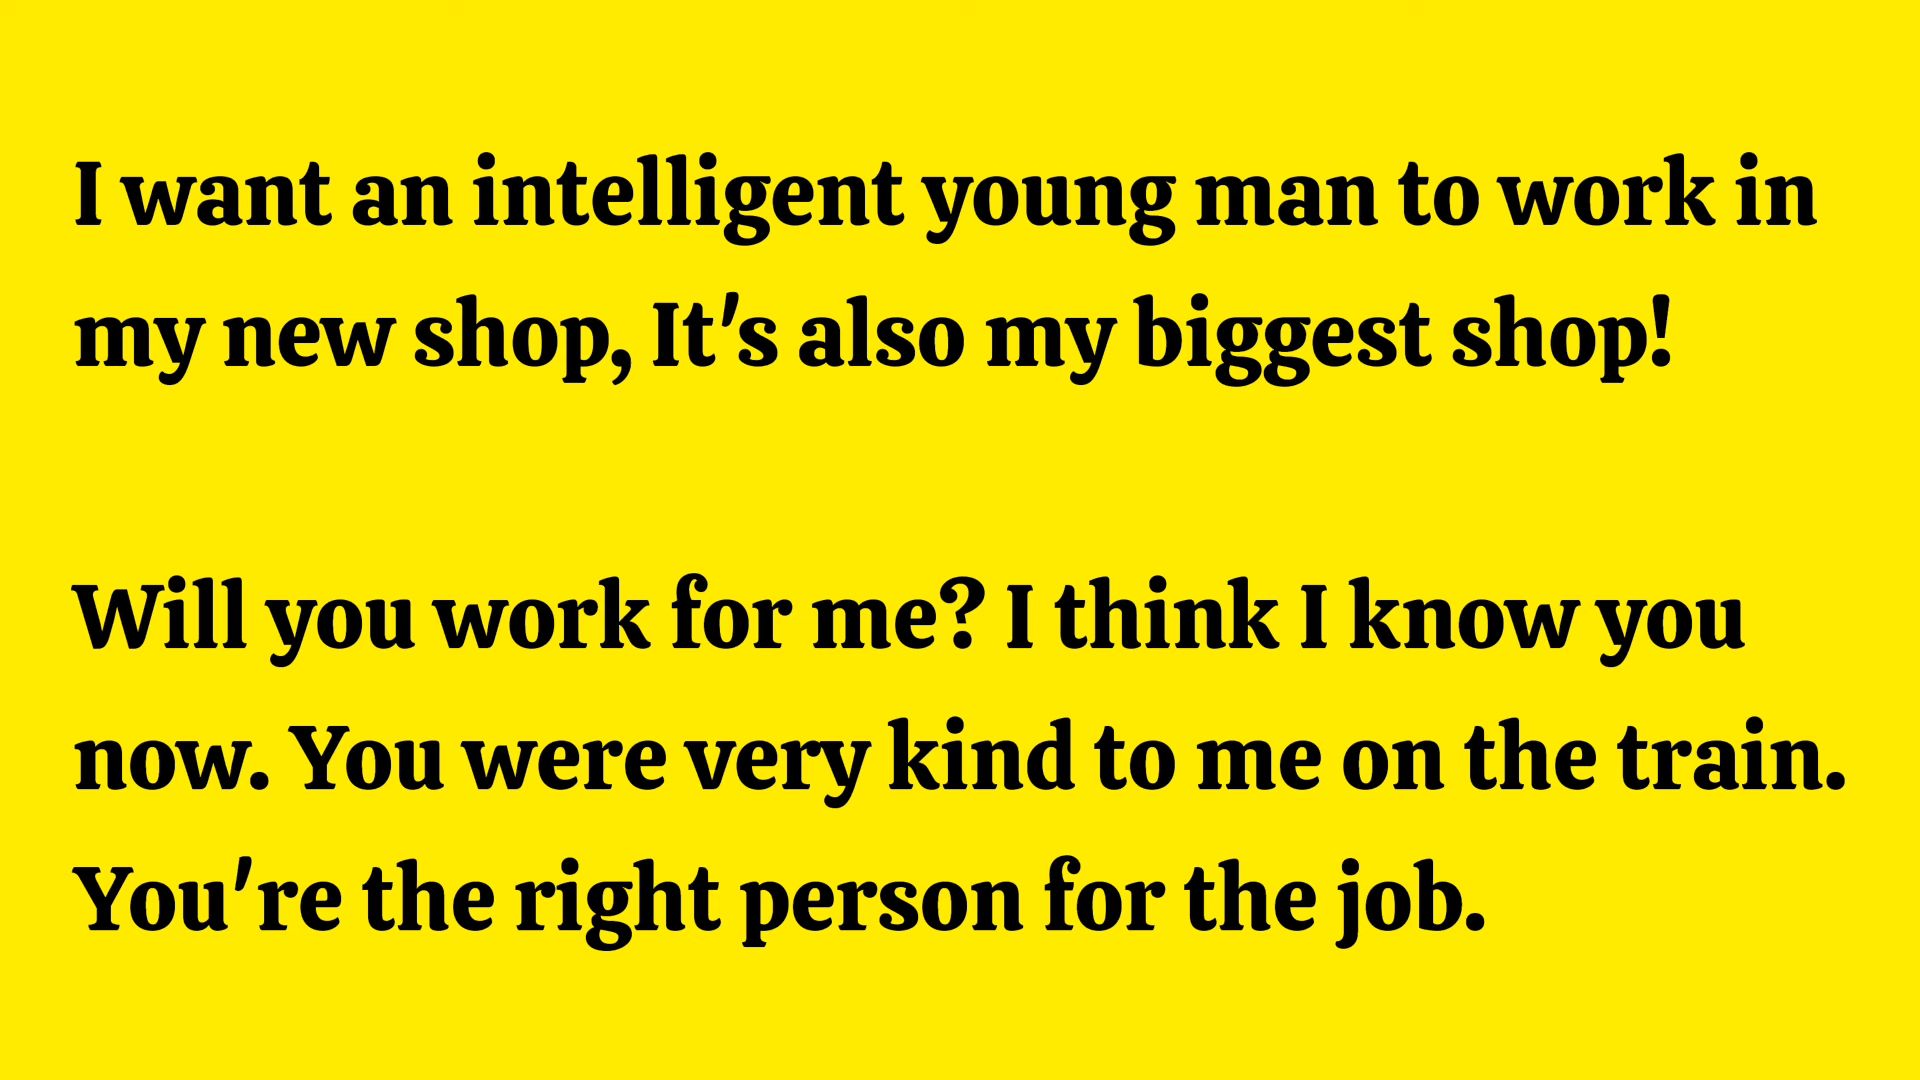 I want an intelligent young man to work in
my new shop, It's also my biggest shop!
Will you work for me? I think I know you
now. You were very kind to me on the train.
You're the right person for the job.